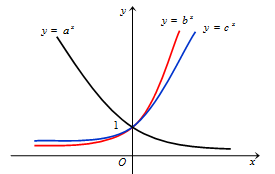 y
y = a^x
y = b^x
y = c^x
1
O
x